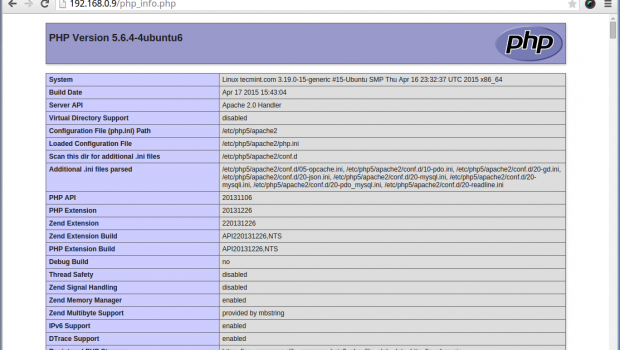 192.168.0.9/php_info.php
PHP Version 5.6.4-4ubuntu6
php
System Linux tecmint.com 3.19.0-15-generic #15-Ubuntu SMP Thu Apr 16 23:32:37 UTC 2015 x86_64
Build Date Apr 17 2015 15:43:04
Server API Apache 2.0 Handler
Virtual Directory Support disabled
Configuration File (php.ini) Path /etc/php5/apache2
Loaded Configuration File /etc/php5/apache2/php.ini
Scan this dir for additional .ini files /etc/php5/apache2/conf.d
Additional .ini files parsed /etc/php5/apache2/conf.d/05-opcache.ini, /etc/php5/apache2/conf.d/10-pdo.ini, /etc/php5/apache2/conf.d/20-gd.ini,
/etc/php5/apache2/conf.d/20-json.ini, /etc/php5/apache2/conf.d/20-mysql.ini, /etc/php5/apache2/conf.d/20-
mysqli.ini, /etc/php5/apache2/conf.d/20-pdo_mysql.ini, /etc/php5/apache2/conf.d/20-readline.ini
PHP API 20131106
PHP Extension 20131226
Zend Extension 220131226
Zend Extension Build API220131226,NTS
PHP Extension Build API20131226,NTS
Debug Build no
Thread Safety disabled
Zend Signal Handling disabled
Zend Memory Manager enabled
Zend Multibyte Support provided by mbstring
IPv6 Support enabled
DTrace Support enabled